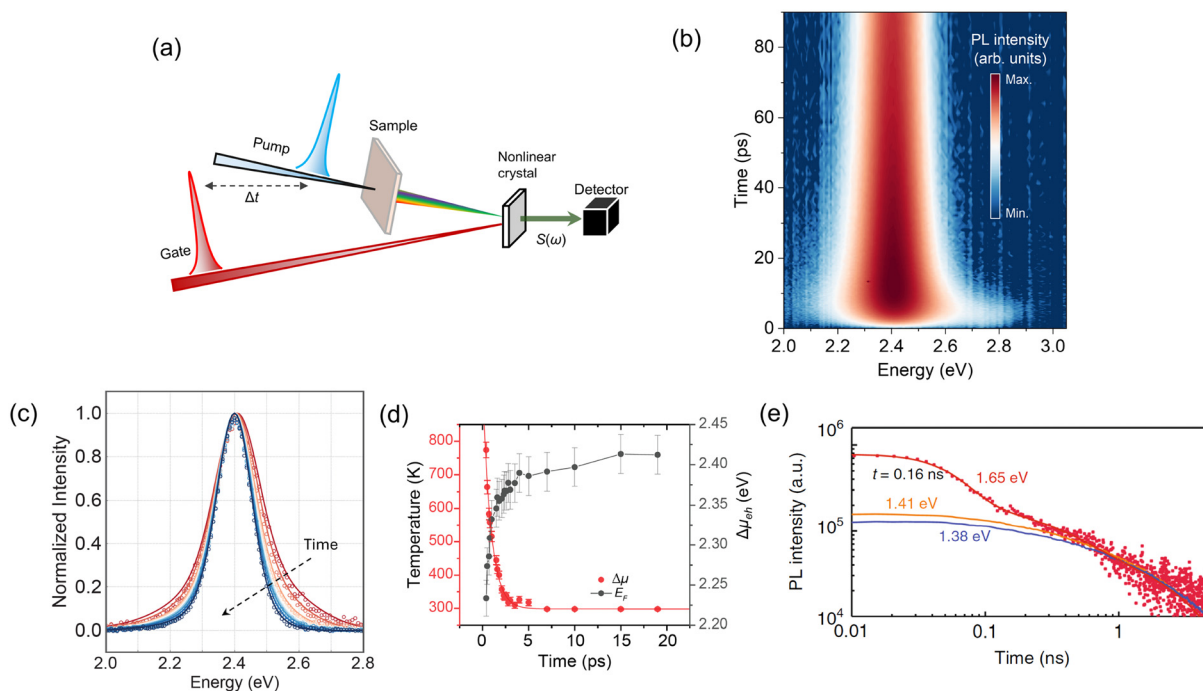 (a)
Pump
Sample
Δt
Nonlinear
crystal
Detector
S(ω)
Gate
(b)
PL intensity
(arb. units)
Max.
Min.
Time (ps)
80
60
40
20
0
2.0 2.2 2.4 2.6 2.8 3.0
Energy (eV)
(c)
Normalized Intensity
1.0
0.8
0.6
0.4
0.2
0.0
Time
2.0 2.2 2.4 2.6 2.8
Energy (eV)
(d)
Temperature (K)
800
700
600
500
400
300
Δμ
E_F
2.45
2.40
2.35
2.30
2.25
2.20
Δμ_eh (eV)
0 5 10 15 20
Time (ps)
(e)
PL intensity (a.u.)
10^6
10^5
10^4
t = 0.16 ns
1.65 eV
1.41 eV
1.38 eV
0.01 0.1 1
Time (ns)